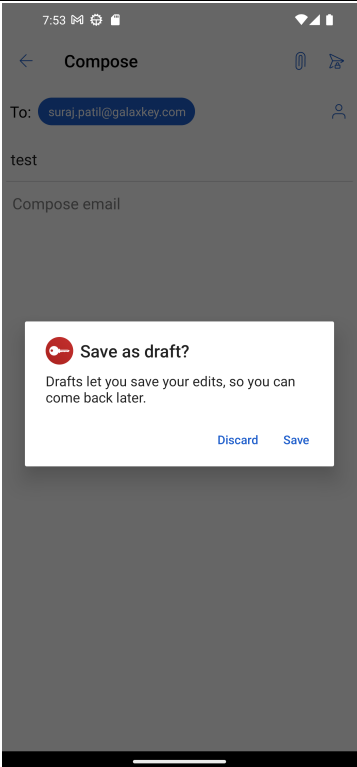 7:53
Compose
To: suraj.patil@galaxkey.com
test
Compose email
Save as draft?
Drafts let you save your edits, so you can
come back later.
Discard Save